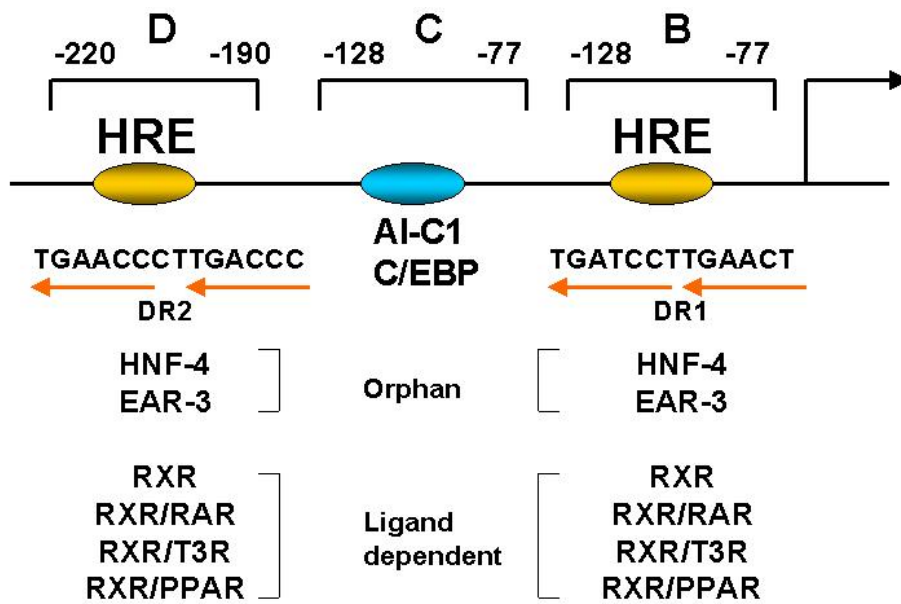 D C B
-220 -190 -128 -77 -128 -77
HRE HRE
AI-C1
C/EBP
TGAACCCTTGACCC TGATCCTTGAACT
DR2 DR1
HNF-4 HNF-4
EAR-3 Orphan EAR-3
RXR RXR
RXR/RAR Ligand RXR/RAR
RXR/T3R dependent RXR/T3R
RXR/PPAR RXR/PPAR